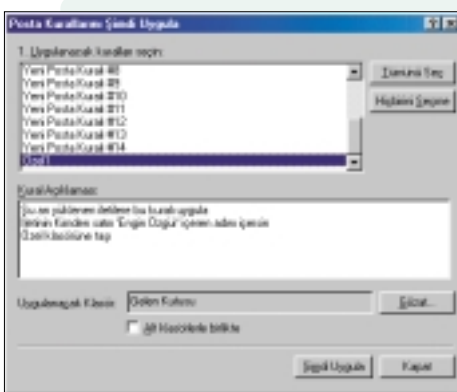 Posta Kurallarını Şimdi Uygula
1. Uygulanacak kuralları seçin:
Yeni Posta Kuralı #8
Yeni Posta Kuralı #9
Yeni Posta Kuralı #10
Yeni Posta Kuralı #11
Yeni Posta Kuralı #12
Yeni Posta Kuralı #13
Yeni Posta Kuralı #14
Özel1
Tümünü Seç
Hiçbirini Seçme
Kural Açıklaması:
Şu an yüklenen iletilere bu kuralı uygula
İletinin Kimden satırı 'Engin Özgür' içeren adını içersin
Özel klasörüne taşı
Uygulanacak Klasör:
Gelen Kutusu
Gözat...
Alt klasörlerle birlikte
Şimdi Uygula
Kapat